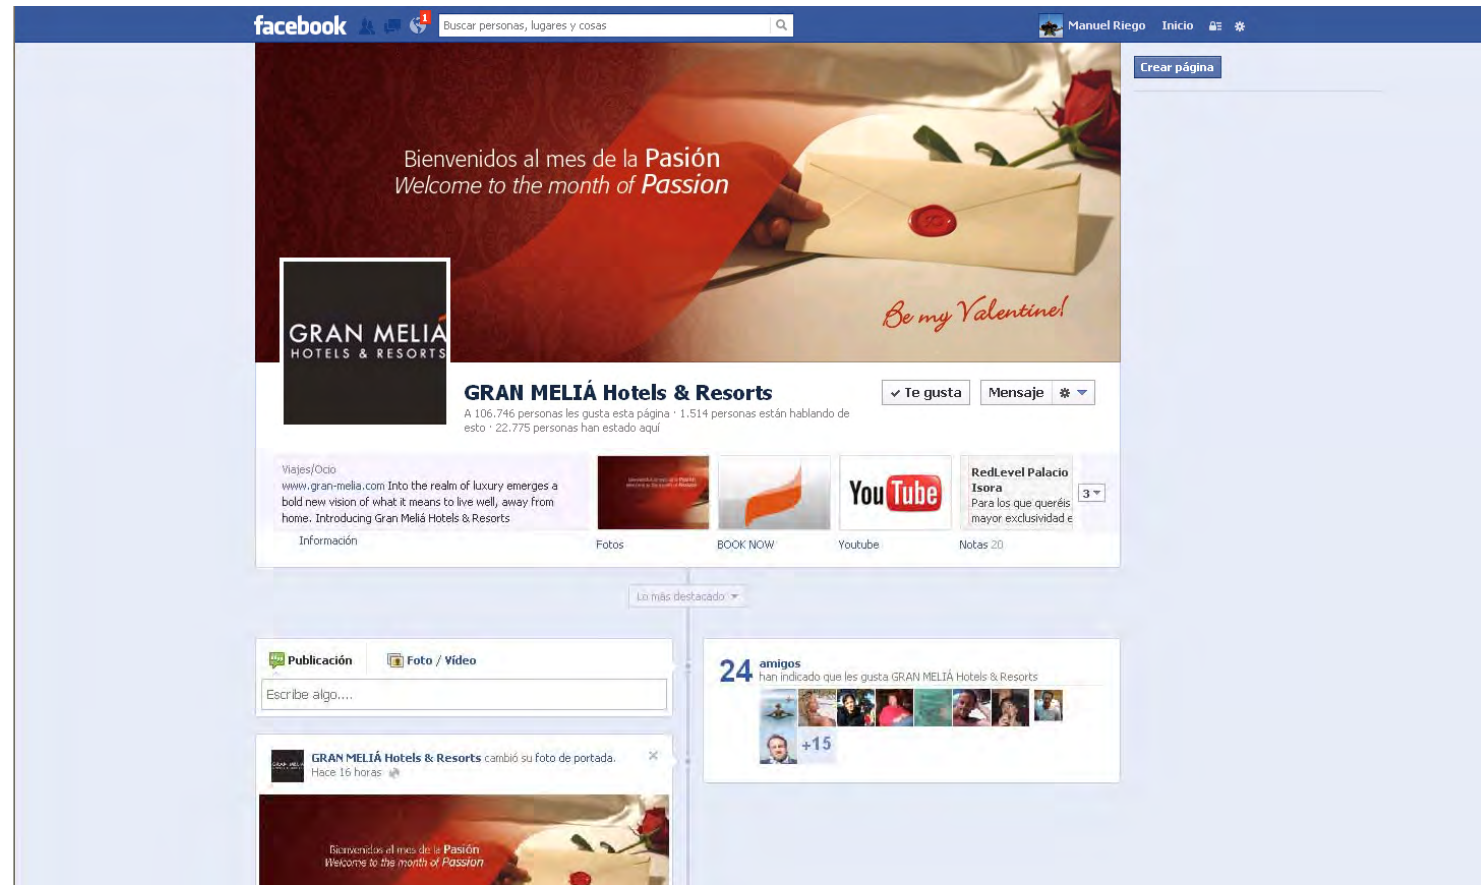 facebook
1
Buscar personas, lugares y cosas
Manuel Riego
Inicio
Crear página
Bienvenidos al mes de la Pasión
Welcome to the month of Passion
Be my Valentine!
GRAN MELIÁ
HOTELS & RESORTS
GRAN MELIÁ Hotels & Resorts
A 106.746 personas les gusta esta página · 1.514 personas están hablando de
esto · 22.775 personas han estado aquí
✓ Te gusta
Mensaje
Viajes/Ocio
www.gran-melia.com Into the realm of luxury emerges a
bold new vision of what it means to live well, away from
home. Introducing Gran Meliá Hotels & Resorts
Información
Fotos
BOOK NOW
You Tube
Youtube
RedLevel Palacio
Isora
Para los que queréis
mayor exclusividad e
Notas 20
3
Lo más destacado
Publicación
Foto / Vídeo
Escribe algo....
24
amigos
han indicado que les gusta GRAN MELIÁ Hotels & Resorts
+15
GRAN MELIÁ Hotels & Resorts cambió su foto de portada.
Hace 16 horas
Bienvenidos al mes de la Pasión
Welcome to the month of Passion